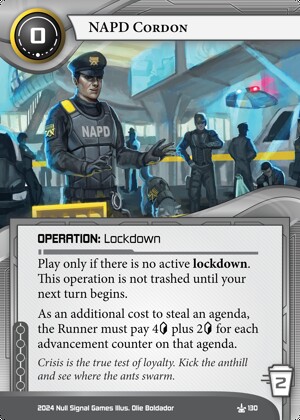 0
NAPD CORDON
NAPD
OPERATION: Lockdown
Play only if there is no active lockdown.
This operation is not trashed until your
next turn begins.
As an additional cost to steal an agenda,
the Runner must pay 4 plus 2 for each
advancement counter on that agenda.
Crisis is the true test of loyalty. Kick the anthill
and see where the ants swarm.
2
2024 Null Signal Games Illus. Olie Boldador
130